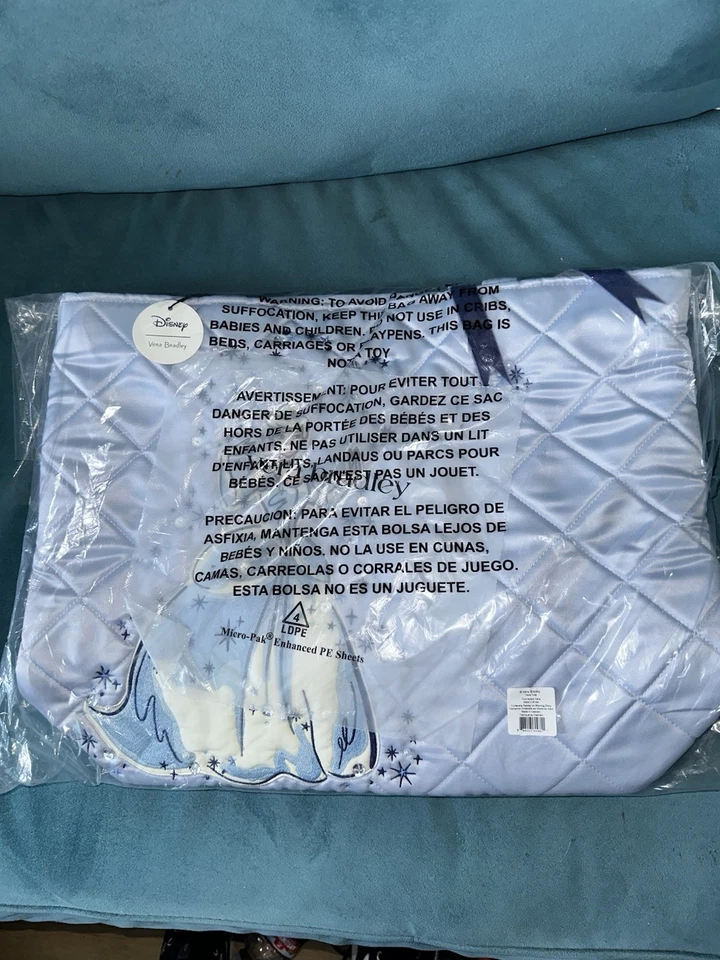 Disney
Vera Bradley
WARNING: TO AVOID
SUFFOCATION, KEEP THI BAG AWAY FROM
BABIES AND CHILDREN. NOT USE IN CRIBS,
BEDS, CARRIAGES OR AYPENS. THIS BAG IS
NO TOY
AVERTISSEMENT: POUR EVITER TOUT
DANGER DE SUFFOCATION, GARDEZ CE SAC
HORS DE LA PORTÉE DES BÉBÉS ET DES
ENFANTS. NE PAS UTILISER DANS UN LIT
D'ENFANT, LITS, LANDAUS OU PARCS POUR
BÉBÉS. CE SAC N'EST PAS UN JOUET.
Vera Bradley
PRECAUCION: PARA EVITAR EL PELIGRO DE
ASFIXIA, MANTENGA ESTA BOLSA LEJOS DE
BEBÉS Y NIÑOS. NO LA USE EN CUNAS,
CAMAS, CARREOLAS O CORRALES DE JUEGO.
ESTA BOLSA NO ES UN JUGUETE.
4
LDPE
Micro-Pak® Enhanced PE Sheets